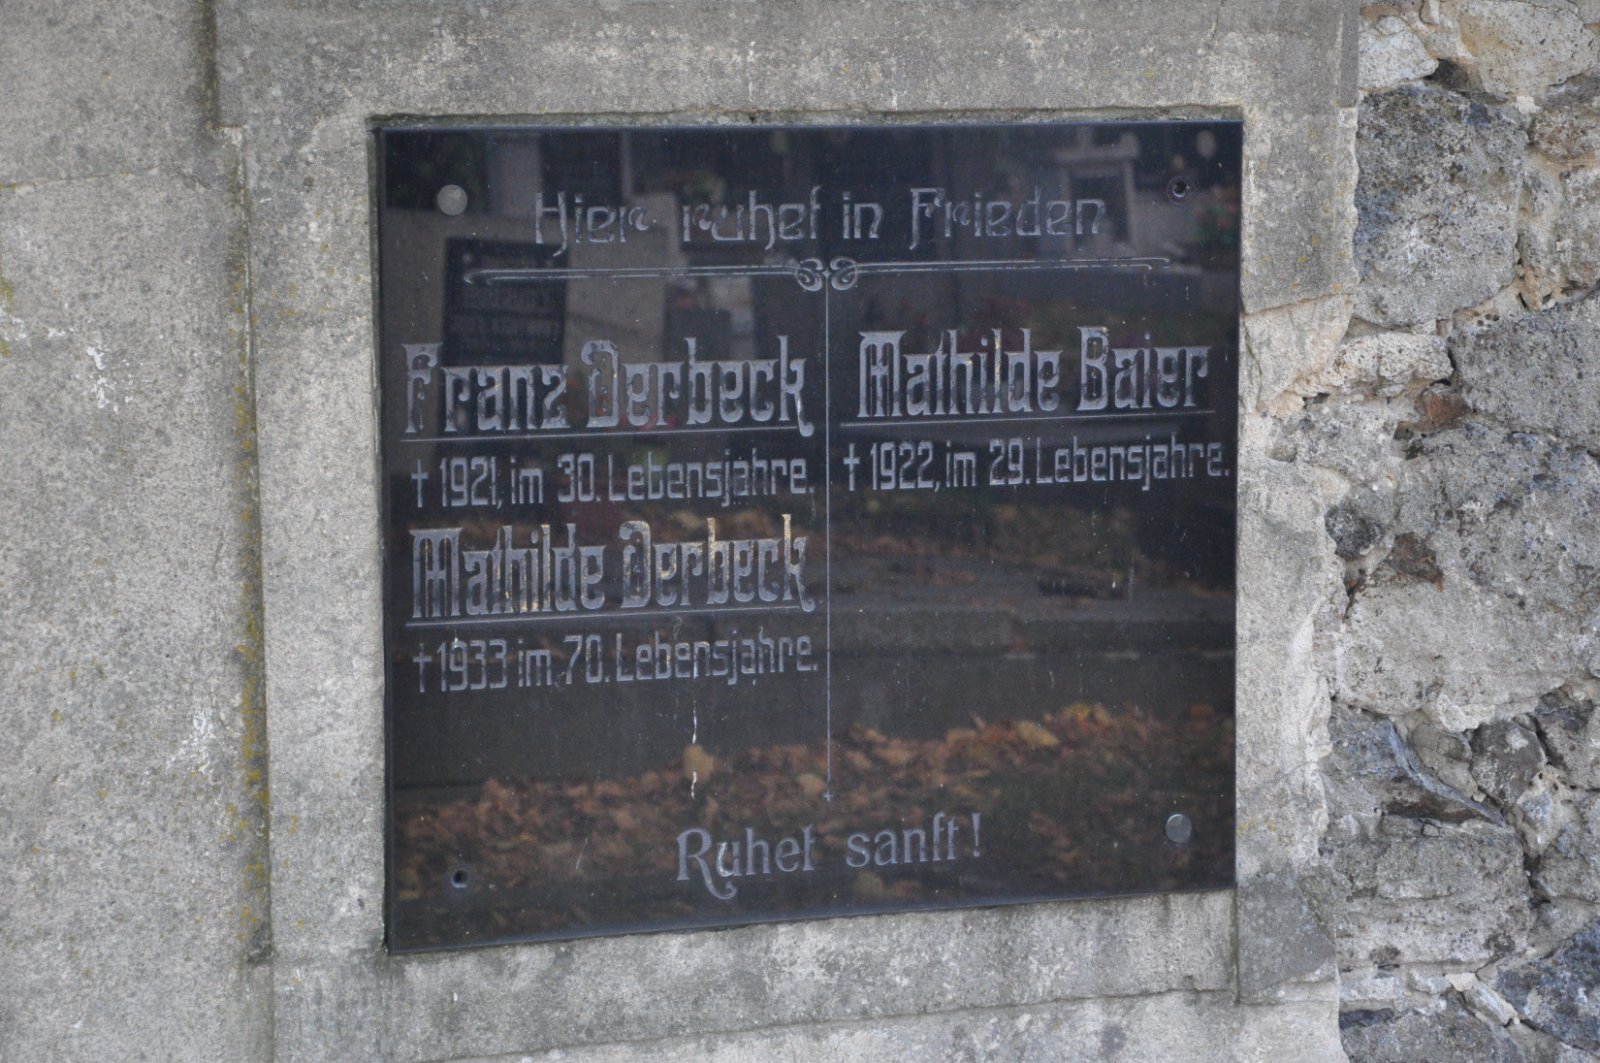 Hier ruhet in Frieden
Franz Derbeck
† 1921, im 30. Lebensjahre.
Mathilde Derbeck
† 1933 im 70. Lebensjahre.
Mathilde Baier
† 1922, im 29. Lebensjahre.
Ruhet sanft!